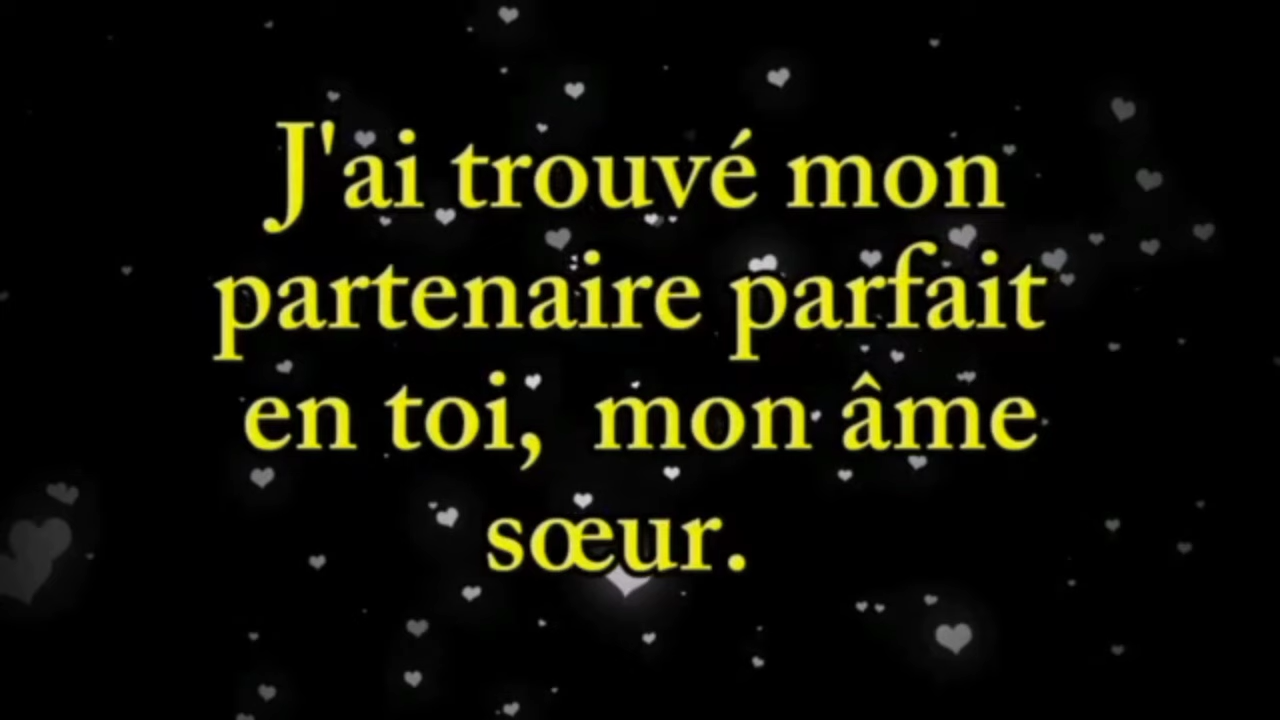 J'ai trouvé mon
partenaire parfait
en toi, mon âme
sœur.